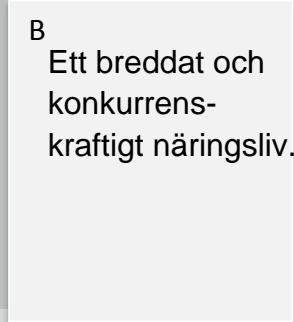 B
Ett breddat och
konkurrens-
kraftigt näringsliv.